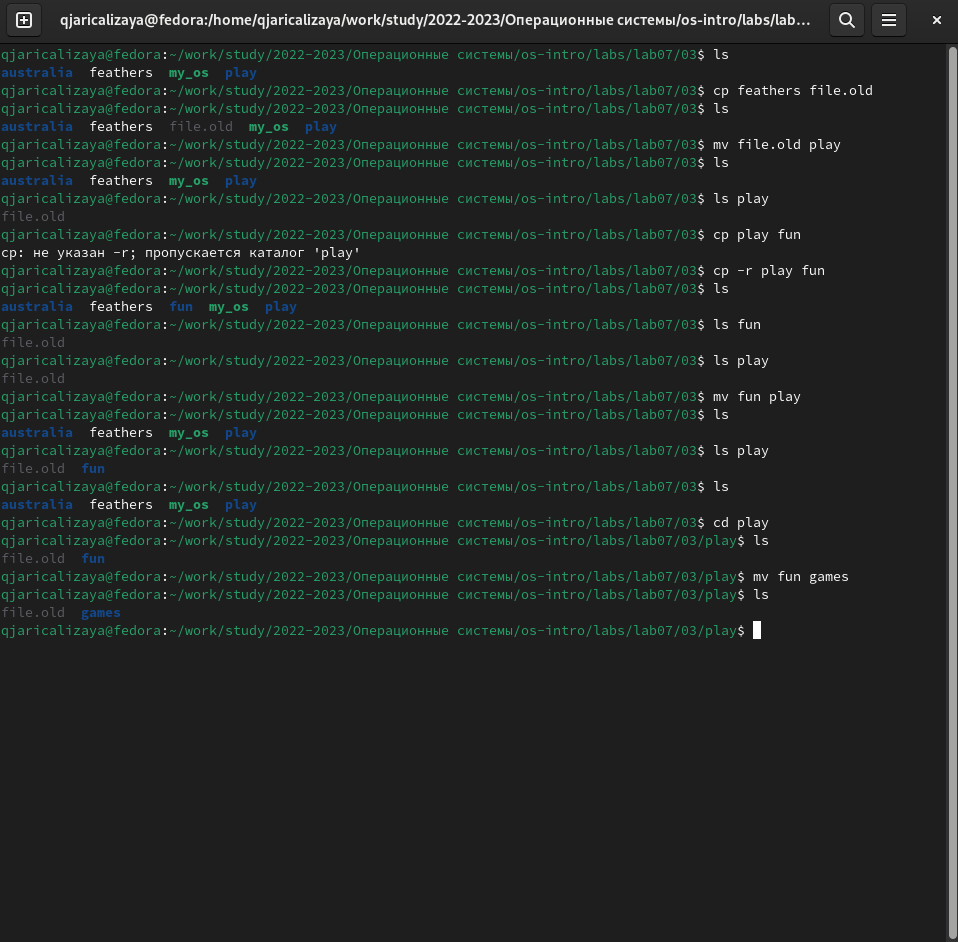 qjaricalizaya@fedora:/home/qjaricalizaya/work/study/2022-2023/Операционные системы/os-intro/labs/lab...
qjaricalizaya@fedora:~/work/study/2022-2023/Операционные системы/os-intro/labs/lab07/03$ ls
australia  feathers  my_os  play
qjaricalizaya@fedora:~/work/study/2022-2023/Операционные системы/os-intro/labs/lab07/03$ cp feathers file.old
qjaricalizaya@fedora:~/work/study/2022-2023/Операционные системы/os-intro/labs/lab07/03$ ls
australia  feathers  file.old  my_os  play
qjaricalizaya@fedora:~/work/study/2022-2023/Операционные системы/os-intro/labs/lab07/03$ mv file.old play
qjaricalizaya@fedora:~/work/study/2022-2023/Операционные системы/os-intro/labs/lab07/03$ ls
australia  feathers  my_os  play
qjaricalizaya@fedora:~/work/study/2022-2023/Операционные системы/os-intro/labs/lab07/03$ ls play
file.old
qjaricalizaya@fedora:~/work/study/2022-2023/Операционные системы/os-intro/labs/lab07/03$ cp play fun
cp: не указан -r; пропускается каталог 'play'
qjaricalizaya@fedora:~/work/study/2022-2023/Операционные системы/os-intro/labs/lab07/03$ cp -r play fun
qjaricalizaya@fedora:~/work/study/2022-2023/Операционные системы/os-intro/labs/lab07/03$ ls
australia  feathers  fun  my_os  play
qjaricalizaya@fedora:~/work/study/2022-2023/Операционные системы/os-intro/labs/lab07/03$ ls fun
file.old
qjaricalizaya@fedora:~/work/study/2022-2023/Операционные системы/os-intro/labs/lab07/03$ ls play
file.old
qjaricalizaya@fedora:~/work/study/2022-2023/Операционные системы/os-intro/labs/lab07/03$ mv fun play
qjaricalizaya@fedora:~/work/study/2022-2023/Операционные системы/os-intro/labs/lab07/03$ ls
australia  feathers  my_os  play
qjaricalizaya@fedora:~/work/study/2022-2023/Операционные системы/os-intro/labs/lab07/03$ ls play
file.old  fun
qjaricalizaya@fedora:~/work/study/2022-2023/Операционные системы/os-intro/labs/lab07/03$ ls
australia  feathers  my_os  play
qjaricalizaya@fedora:~/work/study/2022-2023/Операционные системы/os-intro/labs/lab07/03$ cd play
qjaricalizaya@fedora:~/work/study/2022-2023/Операционные системы/os-intro/labs/lab07/03/play$ ls
file.old  fun
qjaricalizaya@fedora:~/work/study/2022-2023/Операционные системы/os-intro/labs/lab07/03/play$ mv fun games
qjaricalizaya@fedora:~/work/study/2022-2023/Операционные системы/os-intro/labs/lab07/03/play$ ls
file.old  games
qjaricalizaya@fedora:~/work/study/2022-2023/Операционные системы/os-intro/labs/lab07/03/play$